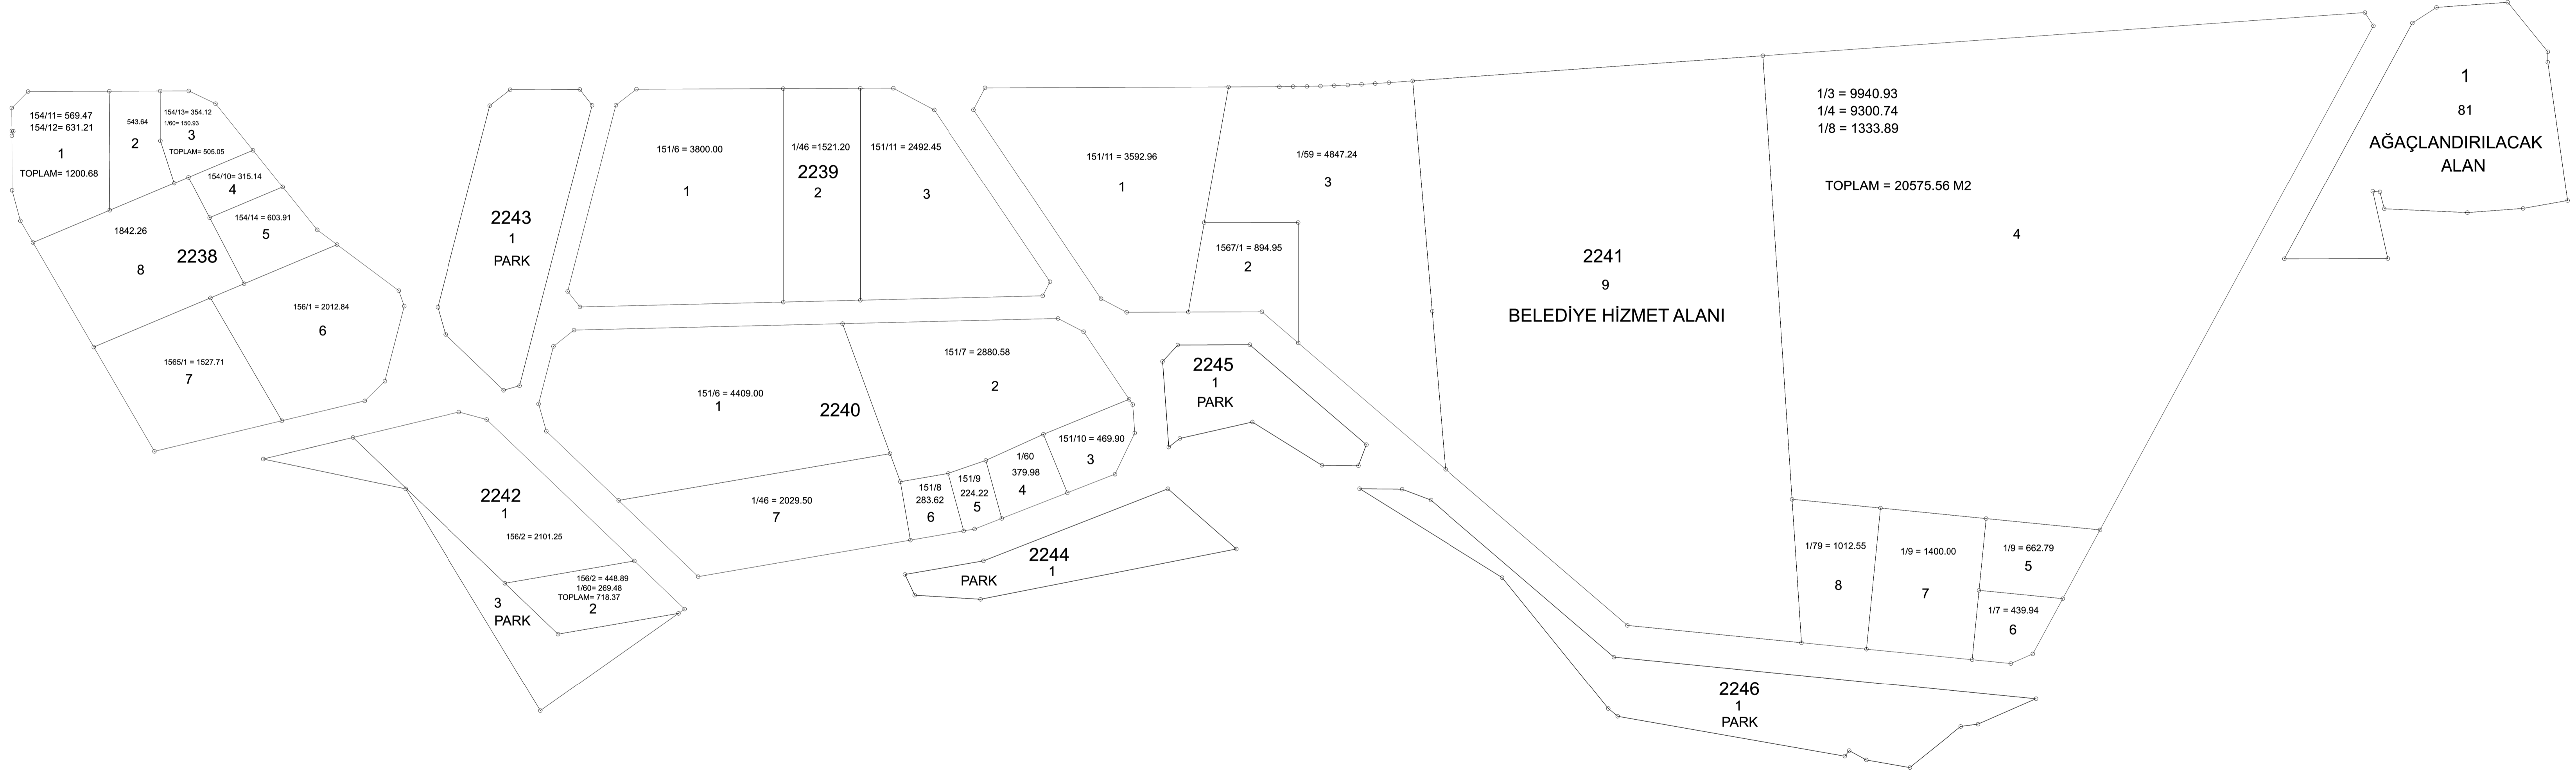 154/11= 569.47
154/12= 631.21
1
TOPLAM= 1200.68
543.64
2
154/13= 354.12
1/60= 150.93
3
TOPLAM= 505.05
154/10= 315.14
4
154/14 = 603.91
5
1842.26
2238
8
156/1 = 2012.84
6
1565/1 = 1527.71
7
2243
1
PARK
151/6 = 3800.00
1
1/46 =1521.20
2239
2
151/11 = 2492.45
3
151/6 = 4409.00
1
2240
151/7 = 2880.58
2
151/10 = 469.90
3
1/60
379.98
4
151/9
224.22
5
151/8
283.62
6
1/46 = 2029.50
7
2242
1
156/2 = 2101.25
156/2 = 448.89
1/60= 269.48
TOPLAM= 718.37
2
3
PARK
2244
1
PARK
151/11 = 3592.96
1
1/59 = 4847.24
3
1567/1 = 894.95
2
2245
1
PARK
2241
9
BELEDİYE HİZMET ALANI
1/3 = 9940.93
1/4 = 9300.74
1/8 = 1333.89
TOPLAM = 20575.56 M2
4
1/79 = 1012.55
8
1/9 = 1400.00
7
1/9 = 662.79
5
1/7 = 439.94
6
2246
1
PARK
1
81
AĞAÇLANDIRILACAK
ALAN